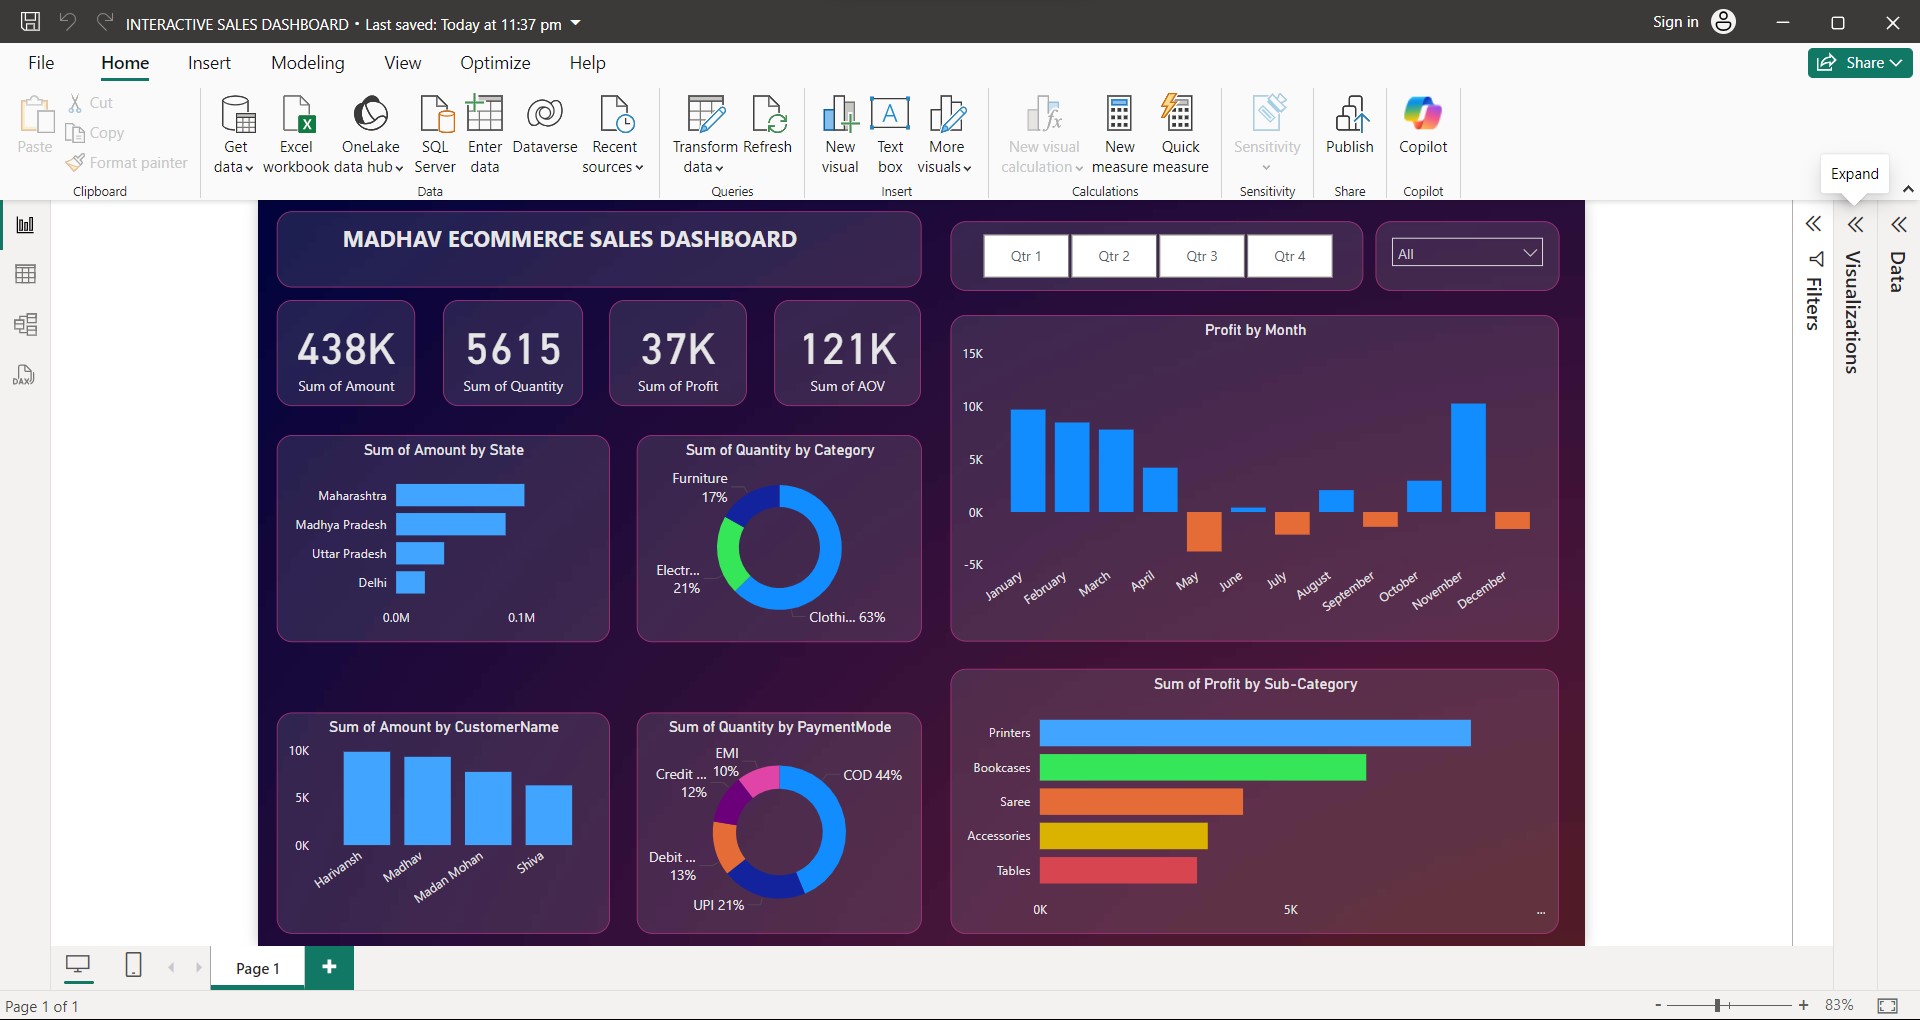 INTERACTIVE SALES DASHBOARD • Last saved: Today at 11:37 pm
Sign in
File Home Insert Modeling View Optimize Help
Share
Paste
Cut
Copy
Format painter
Clipboard
Get data
Excel workbook
OneLake data hub
SQL Server
Enter data
Dataverse
Recent sources
Data
Transform data
Refresh
Queries
New visual
Text box
More visuals
Insert
New visual calculation
New measure
Quick measure
Calculations
Sensitivity
Sensitivity
Publish
Share
Copilot
Copilot
Expand
DAX
MADHAV ECOMMERCE SALES DASHBOARD
Qtr 1 Qtr 2 Qtr 3 Qtr 4
All
438K
Sum of Amount
5615
Sum of Quantity
37K
Sum of Profit
121K
Sum of AOV
Profit by Month
15K
10K
5K
0K
-5K
January February March April May June July August September October November December
Sum of Amount by State
Maharashtra
Madhya Pradesh
Uttar Pradesh
Delhi
0.0M 0.1M
Sum of Quantity by Category
Furniture
17%
Electr...
21%
Clothi... 63%
Sum of Amount by CustomerName
10K
5K
0K
Harivansh Madhav Madan Mohan Shiva
Sum of Quantity by PaymentMode
EMI
10%
Credit ...
12%
COD 44%
Debit ...
13%
UPI 21%
Sum of Profit by Sub-Category
Printers
Bookcases
Saree
Accessories
Tables
0K 5K ...
Filters
Visualizations
Data
Page 1
+
Page 1 of 1
- + 83%